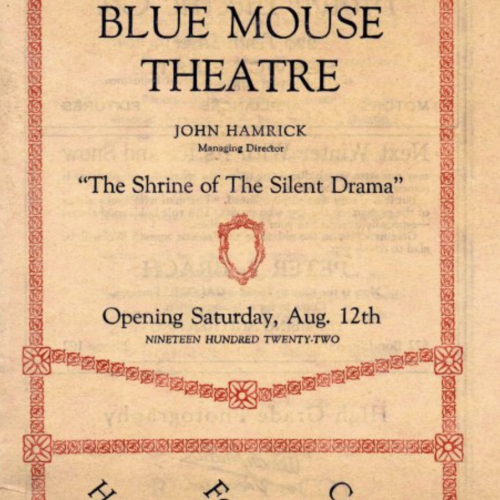 BLUE MOUSE
THEATRE
JOHN HAMRICK
Managing Director
"The Shrine of The Silent Drama"
Opening Saturday, Aug. 12th
NINETEEN HUNDRED TWENTY-TWO